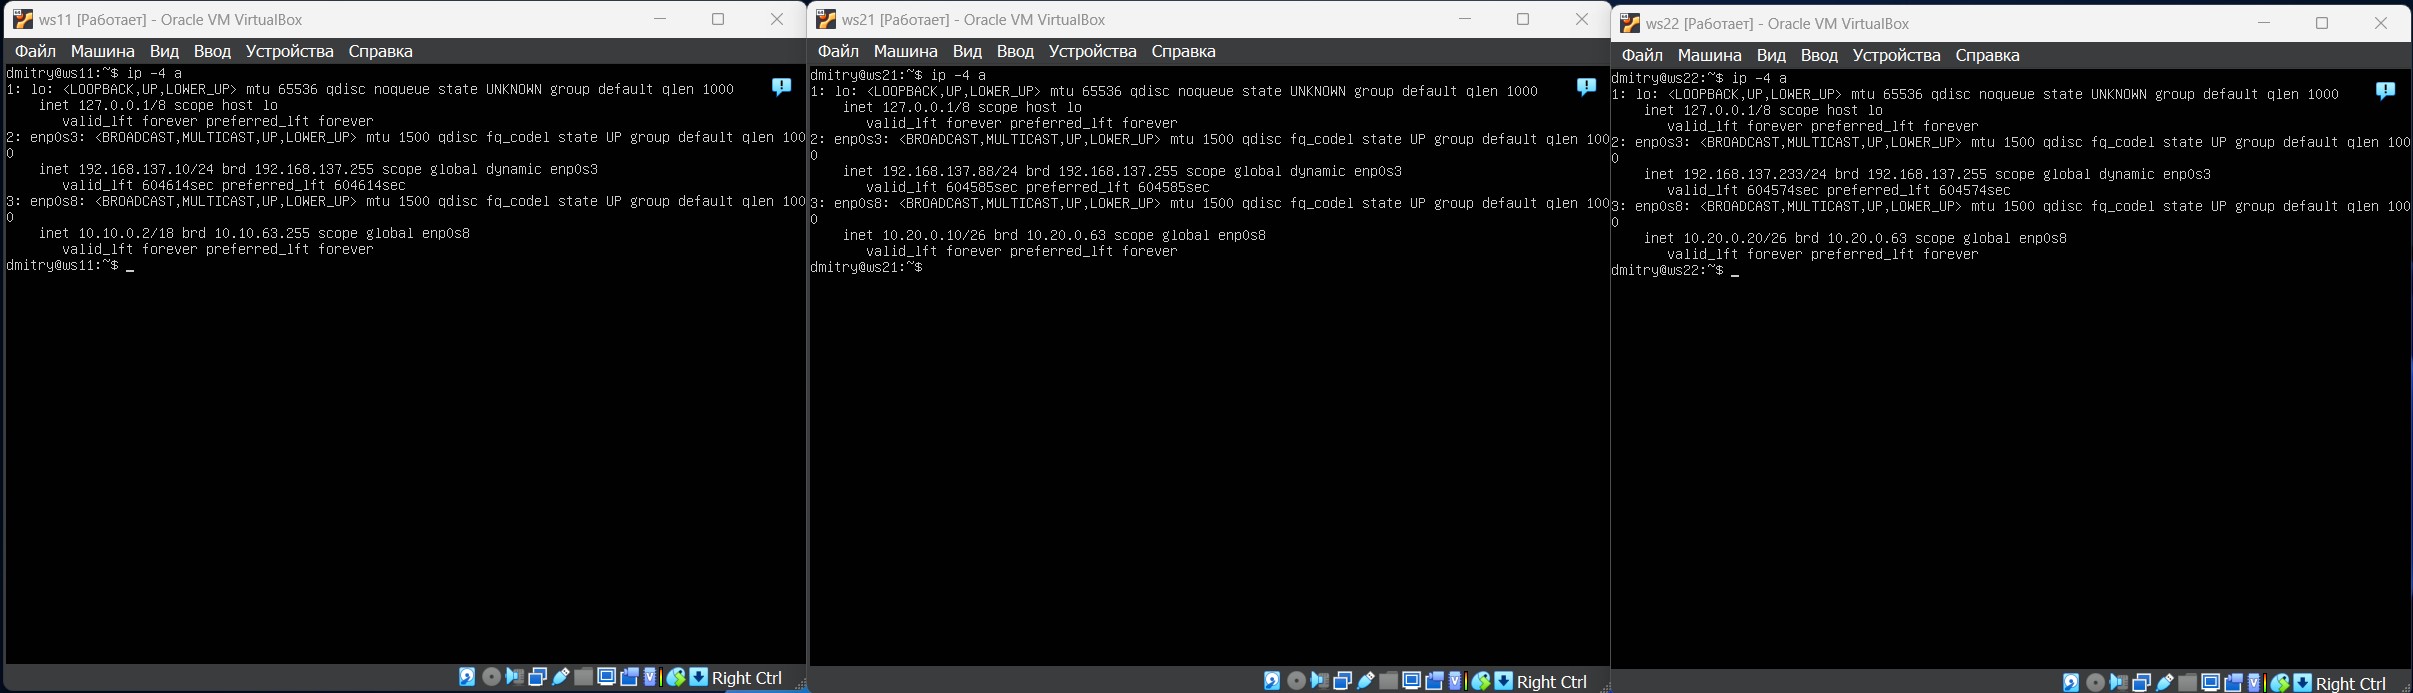 ws11 [Работает] - Oracle VM VirtualBox
Файл Машина Вид Ввод Устройства Справка
dmitry@ws11:~$ ip -4 a
1: lo: <LOOPBACK,UP,LOWER_UP> mtu 65536 qdisc noqueue state UNKNOWN group default qlen 1000
    inet 127.0.0.1/8 scope host lo
       valid_lft forever preferred_lft forever
2: enp0s3: <BROADCAST,MULTICAST,UP,LOWER_UP> mtu 1500 qdisc fq_codel state UP group default qlen 100
0
    inet 192.168.137.10/24 brd 192.168.137.255 scope global dynamic enp0s3
       valid_lft 604614sec preferred_lft 604614sec
3: enp0s8: <BROADCAST,MULTICAST,UP,LOWER_UP> mtu 1500 qdisc fq_codel state UP group default qlen 100
0
    inet 10.10.0.2/18 brd 10.10.63.255 scope global enp0s8
       valid_lft forever preferred_lft forever
dmitry@ws11:~$ _
Right Ctrl
ws21 [Работает] - Oracle VM VirtualBox
Файл Машина Вид Ввод Устройства Справка
dmitry@ws21:~$ ip -4 a
1: lo: <LOOPBACK,UP,LOWER_UP> mtu 65536 qdisc noqueue state UNKNOWN group default qlen 1000
    inet 127.0.0.1/8 scope host lo
       valid_lft forever preferred_lft forever
2: enp0s3: <BROADCAST,MULTICAST,UP,LOWER_UP> mtu 1500 qdisc fq_codel state UP group default qlen 100
0
    inet 192.168.137.88/24 brd 192.168.137.255 scope global dynamic enp0s3
       valid_lft 604585sec preferred_lft 604585sec
3: enp0s8: <BROADCAST,MULTICAST,UP,LOWER_UP> mtu 1500 qdisc fq_codel state UP group default qlen 100
0
    inet 10.20.0.10/26 brd 10.20.0.63 scope global enp0s8
       valid_lft forever preferred_lft forever
dmitry@ws21:~$
Right Ctrl
ws22 [Работает] - Oracle VM VirtualBox
Файл Машина Вид Ввод Устройства Справка
dmitry@ws22:~$ ip -4 a
1: lo: <LOOPBACK,UP,LOWER_UP> mtu 65536 qdisc noqueue state UNKNOWN group default qlen 1000
    inet 127.0.0.1/8 scope host lo
       valid_lft forever preferred_lft forever
2: enp0s3: <BROADCAST,MULTICAST,UP,LOWER_UP> mtu 1500 qdisc fq_codel state UP group default qlen 100
0
    inet 192.168.137.233/24 brd 192.168.137.255 scope global dynamic enp0s3
       valid_lft 604574sec preferred_lft 604574sec
3: enp0s8: <BROADCAST,MULTICAST,UP,LOWER_UP> mtu 1500 qdisc fq_codel state UP group default qlen 100
0
    inet 10.20.0.20/26 brd 10.20.0.63 scope global enp0s8
       valid_lft forever preferred_lft forever
dmitry@ws22:~$ _
Right Ctrl